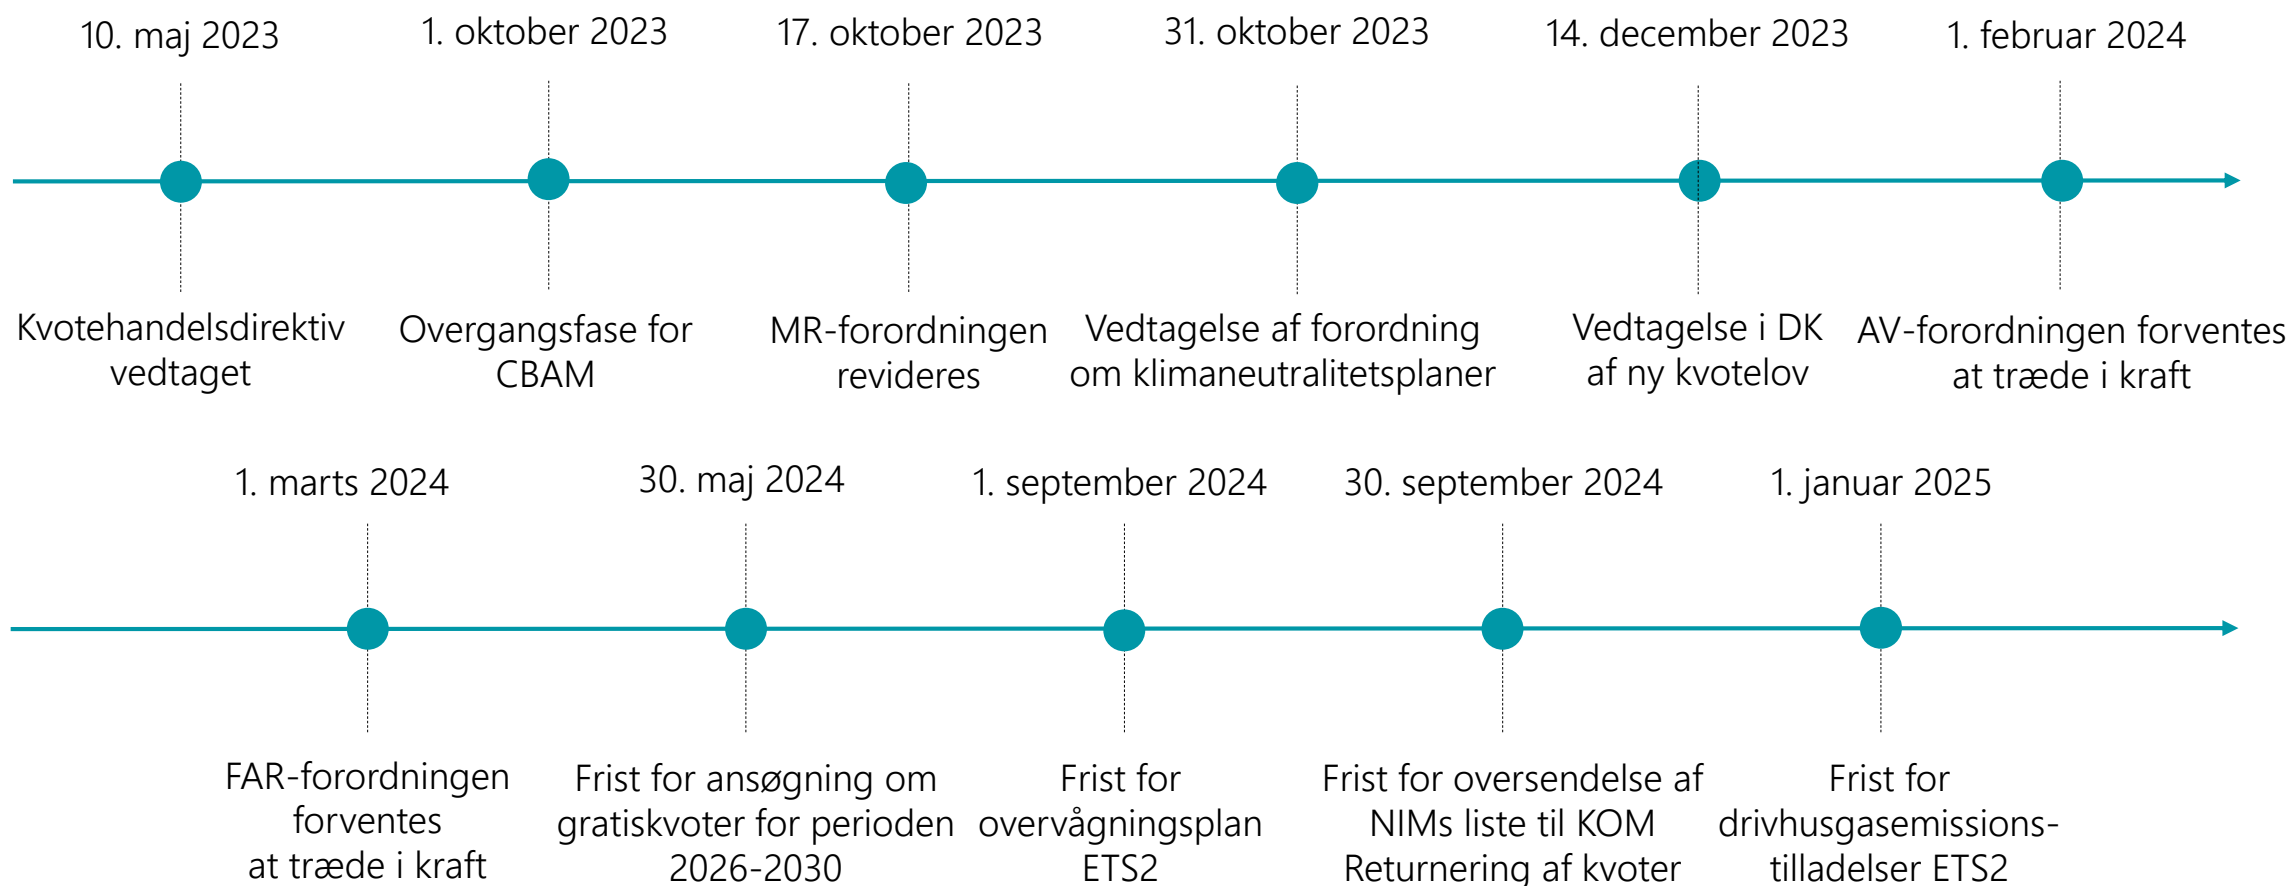 10. maj 2023
1. oktober 2023
17. oktober 2023
31. oktober 2023
14. december 2023
1. februar 2024
Kvotehandelsdirektiv
vedtaget
Overgangsfase for
CBAM
MR-forordningen
revideres
Vedtagelse af forordning
om klimaneutralitetsplaner
Vedtagelse i DK
af ny kvotelov
AV-forordningen forventes
at træde i kraft
1. marts 2024
30. maj 2024
1. september 2024
30. september 2024
1. januar 2025
FAR-forordningen
forventes
at træde i kraft
Frist for ansøgning om
gratiskvoter for perioden
2026-2030
Frist for
overvågningsplan
ETS2
Frist for oversendelse af
NIMs liste til KOM
Returnering af kvoter
Frist for
drivhusgasemissions-
tilladelser ETS2